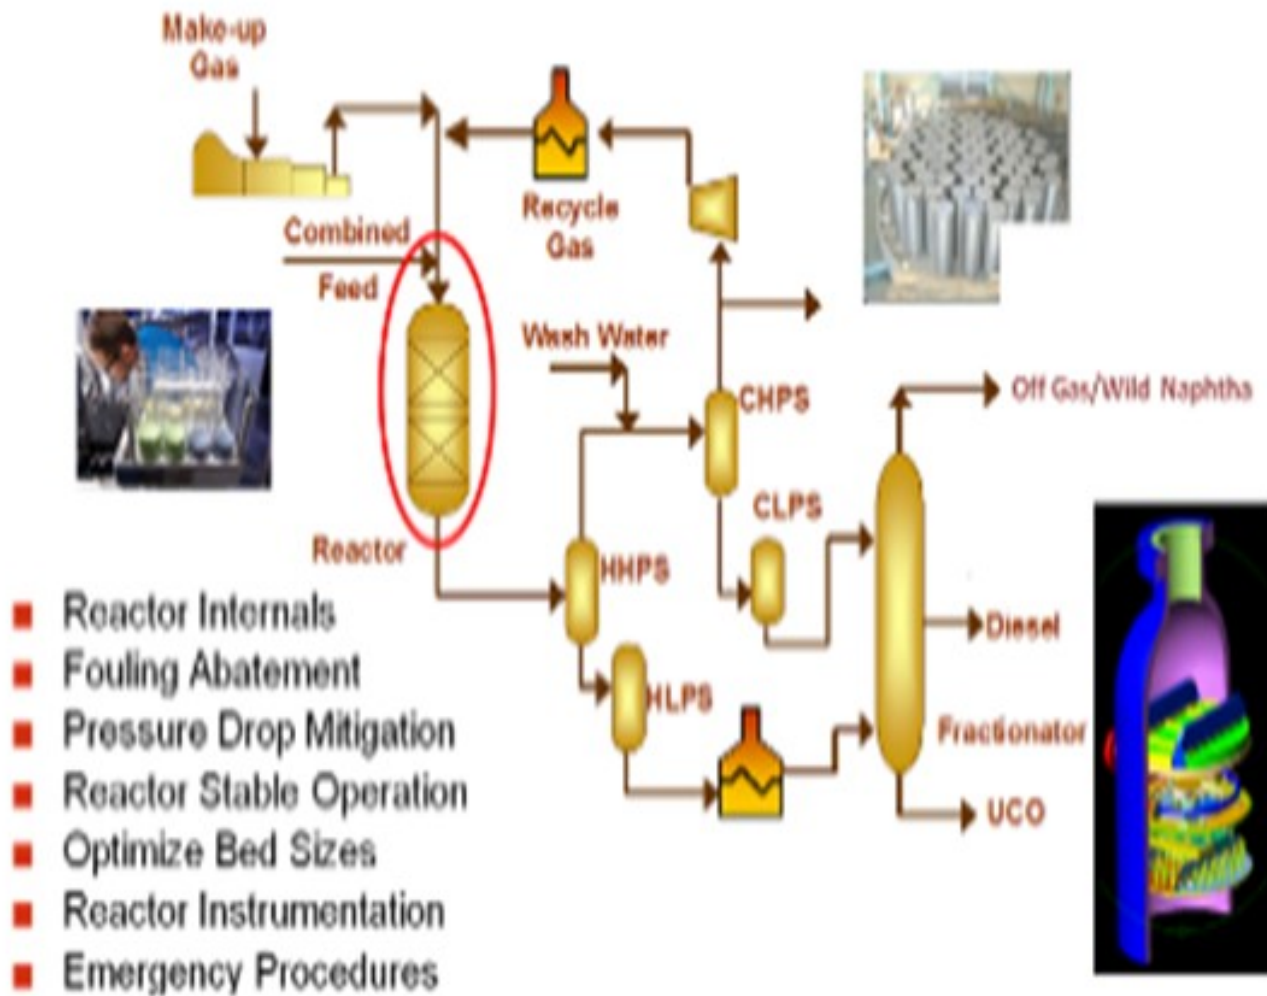 Make-up
Gas
Recycle
Gas
Combined
Feed
Wash Water
CHPS
Off Gas/Wild Naphtha
CLPS
Reactor
HHPS
Diesel
HLPS
Fractionator
UCO
Reactor Internals
Fouling Abatement
Pressure Drop Mitigation
Reactor Stable Operation
Optimize Bed Sizes
Reactor Instrumentation
Emergency Procedures